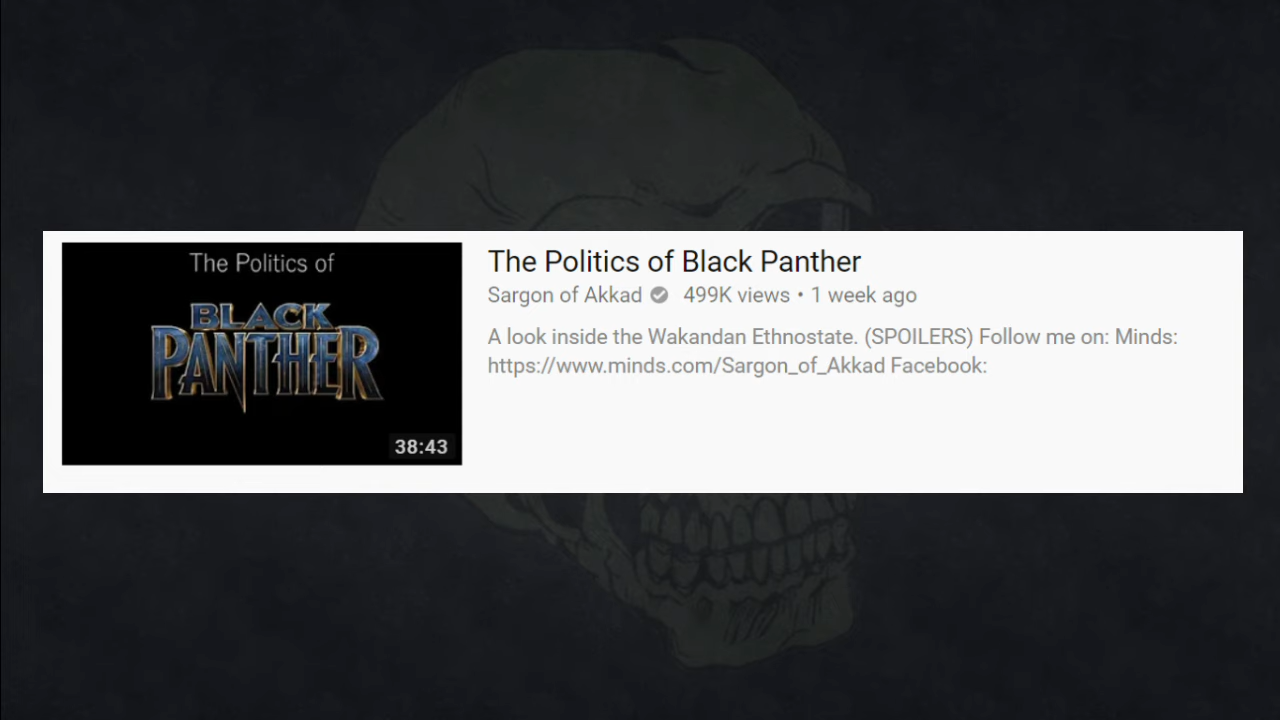 The Politics of
BLACK
PANTHER
38:43
The Politics of Black Panther
Sargon of Akkad 499K views • 1 week ago
A look inside the Wakandan Ethnostate. (SPOILERS) Follow me on: Minds:
https://www.minds.com/Sargon_of_Akkad Facebook: